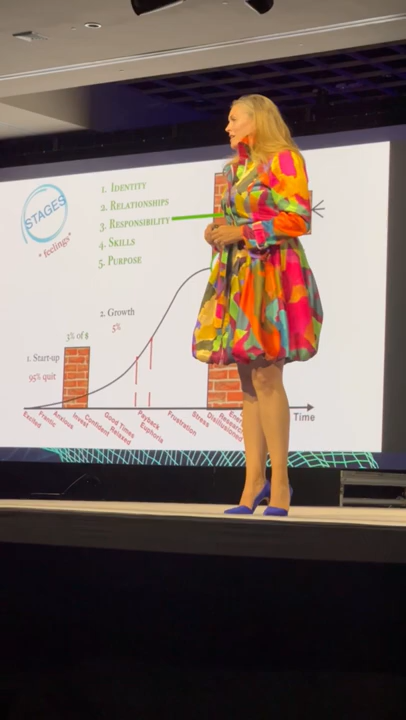 STAGES
"feelings"
1. IDENTITY
2. RELATIONSHIPS
3. RESPONSIBILITY
4. SKILLS
5. PURPOSE
2. Growth
5%
3% of $
1. Start-up
95% quit
Time
Excited
Frantic
Anxious
Invest
Confident
Good Times
Relaxed
Payback
Euphoria
Frustration
Stress
Disillusioned